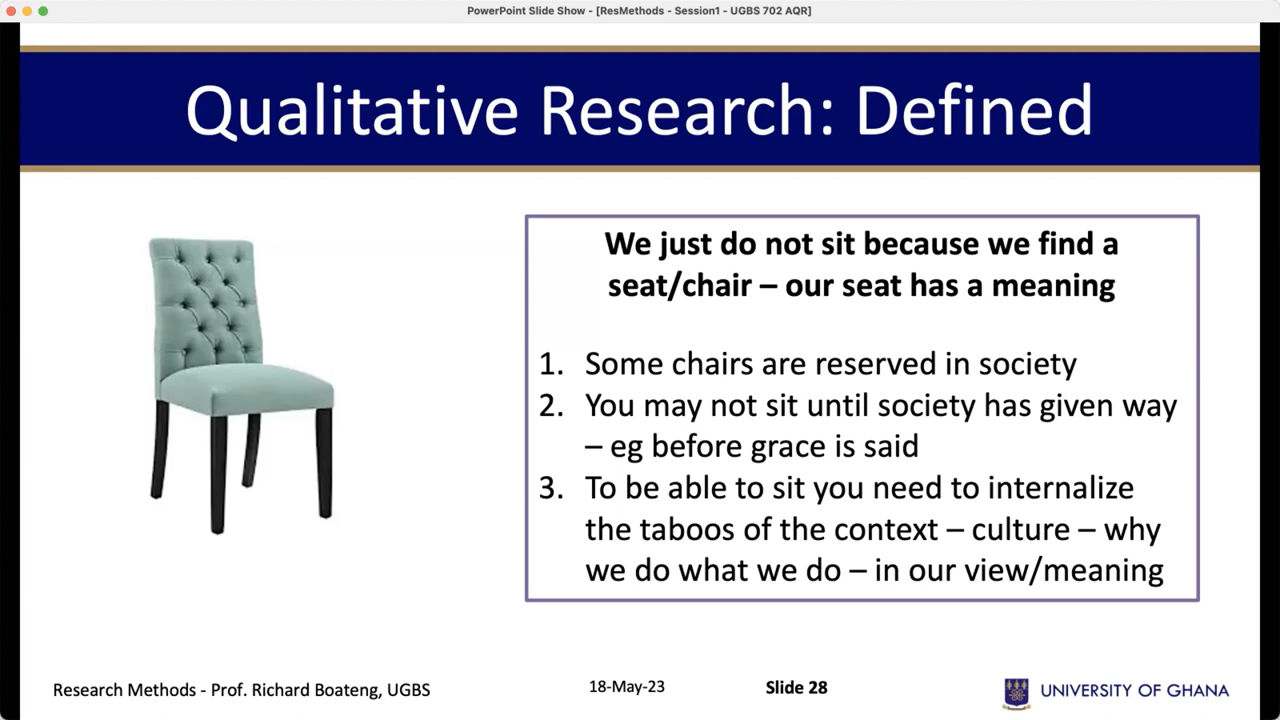 PowerPoint Slide Show - [ResMethods - Session1 - UGBS 702 AQR]
Qualitative Research: Defined
We just do not sit because we find a
seat/chair – our seat has a meaning
1. Some chairs are reserved in society
2. You may not sit until society has given way
– eg before grace is said
3. To be able to sit you need to internalize
the taboos of the context – culture – why
we do what we do – in our view/meaning
Research Methods - Prof. Richard Boateng, UGBS
18-May-23
Slide 28
UNIVERSITY OF GHANA